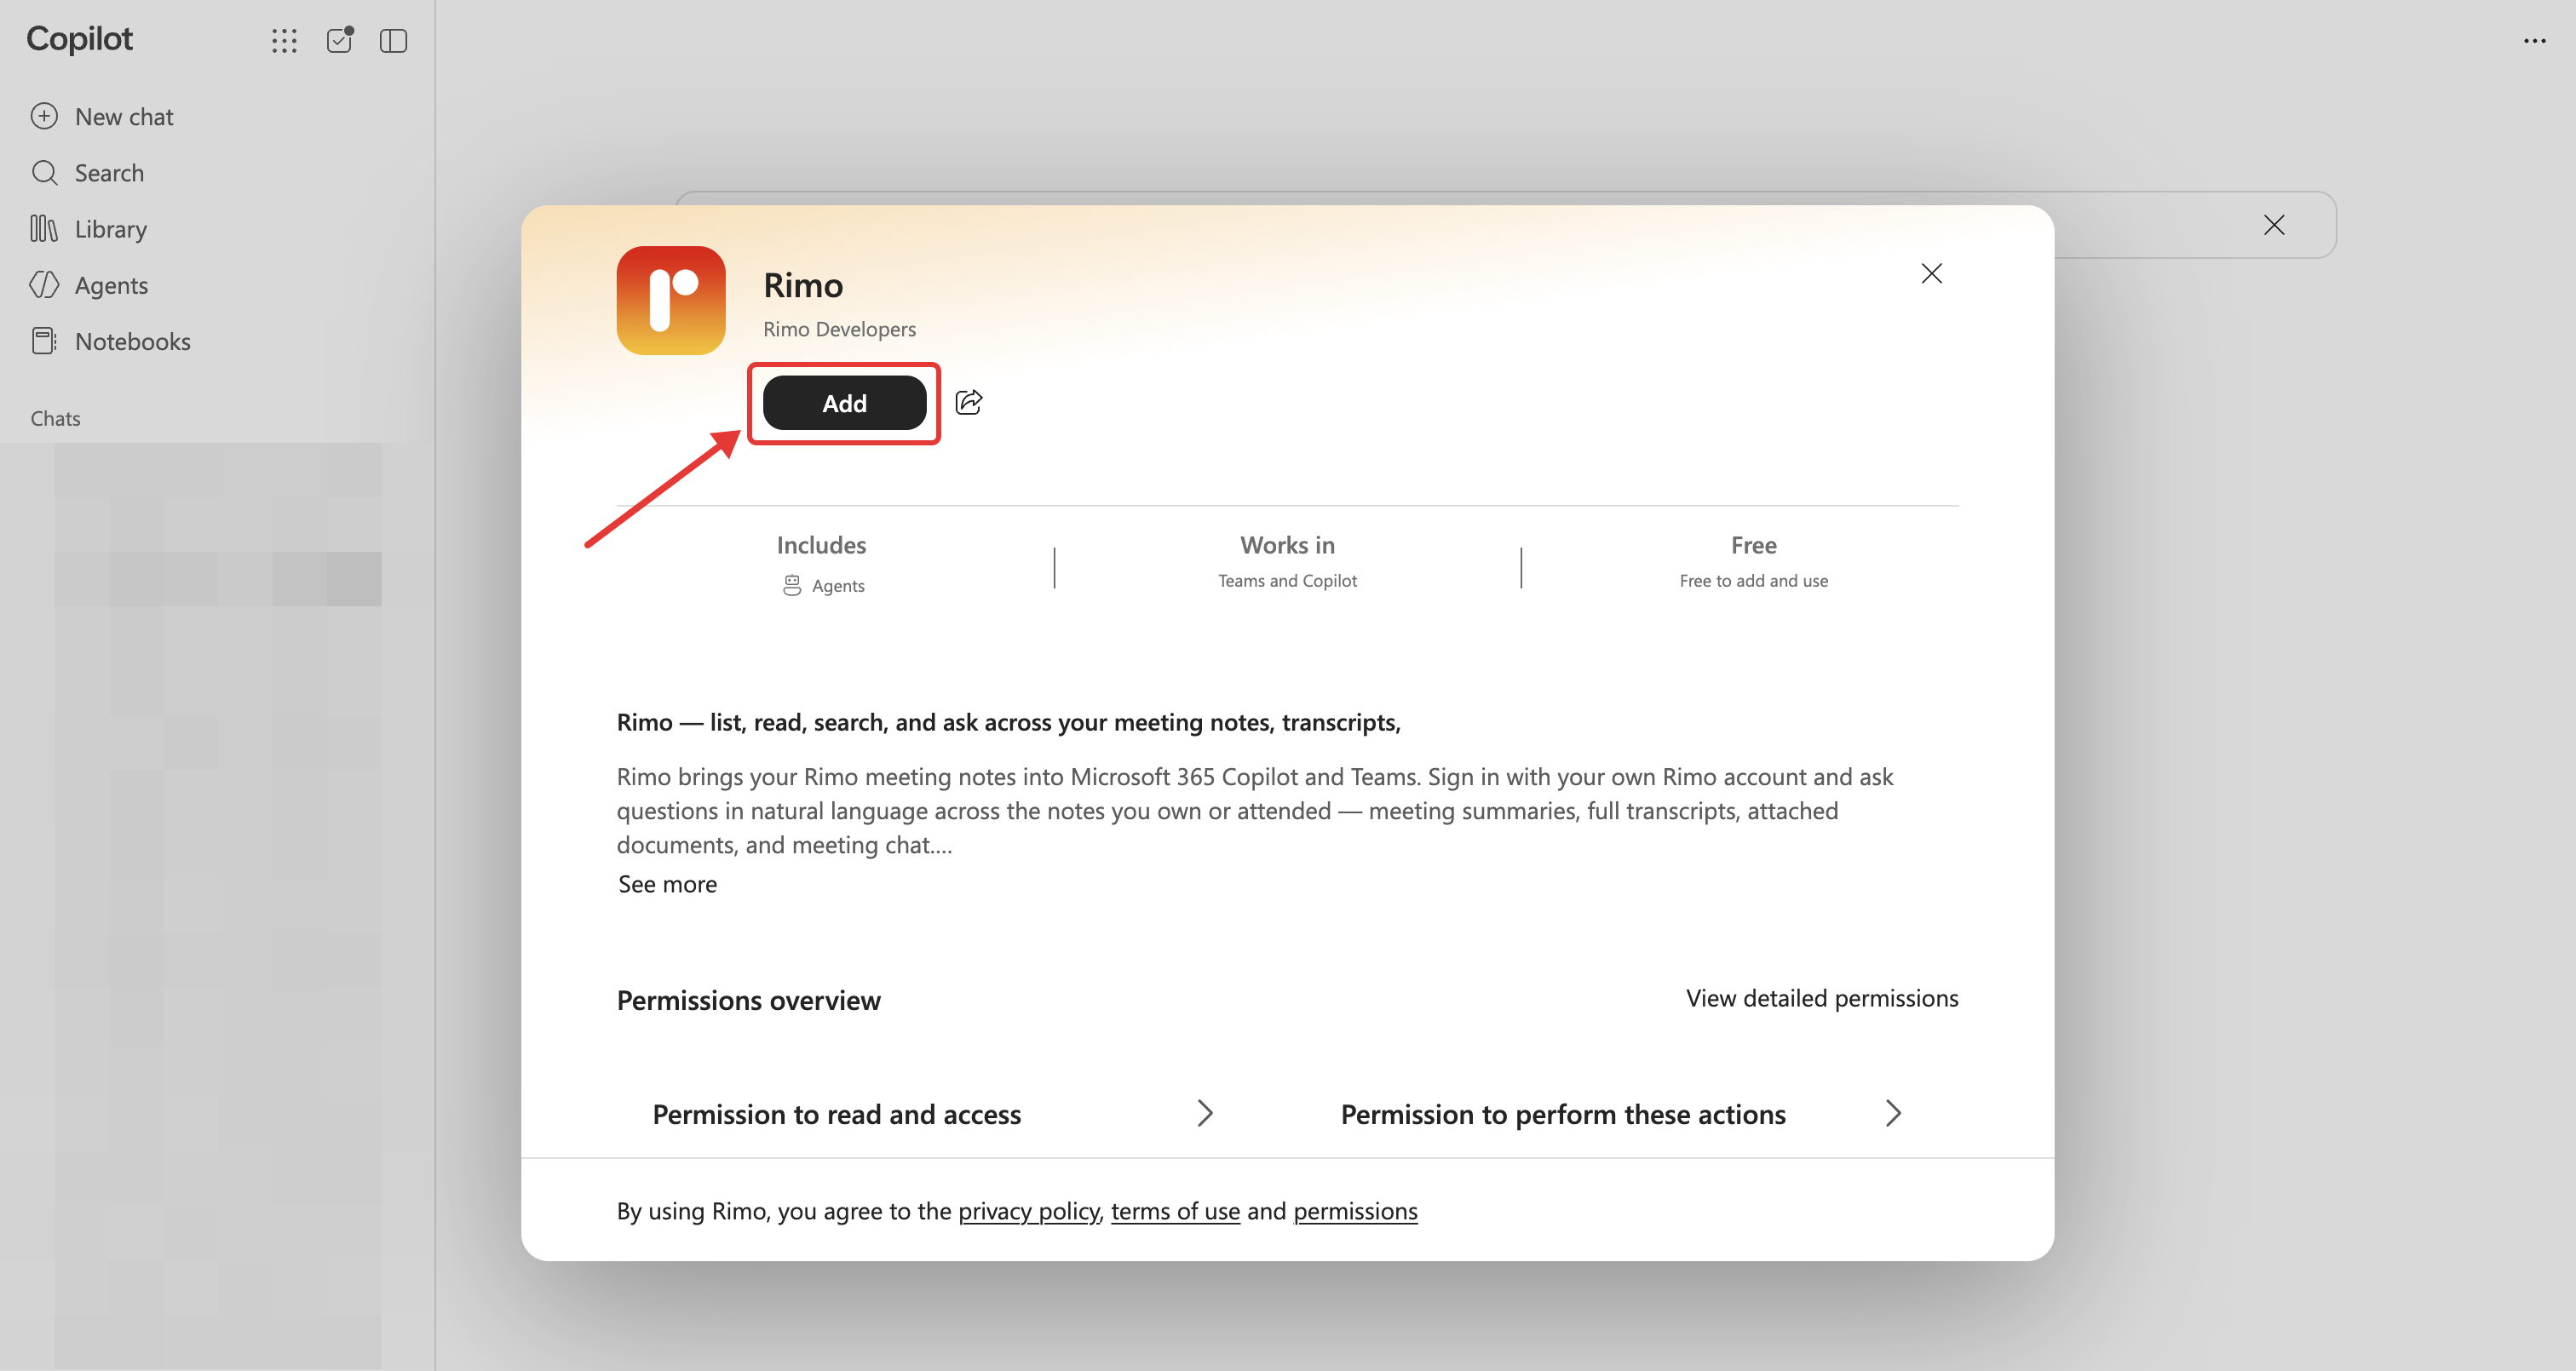 Copilot
New chat
Search
Library
Agents
Notebooks
Chats
Rimo
Rimo Developers
Add
Includes
Agents
Works in
Teams and Copilot
Free
Free to add and use
Rimo — list, read, search, and ask across your meeting notes, transcripts,
Rimo brings your Rimo meeting notes into Microsoft 365 Copilot and Teams. Sign in with your own Rimo account and ask
questions in natural language across the notes you own or attended — meeting summaries, full transcripts, attached
documents, and meeting chat....
See more
Permissions overview
View detailed permissions
Permission to read and access
Permission to perform these actions
By using Rimo, you agree to the privacy policy, terms of use and permissions